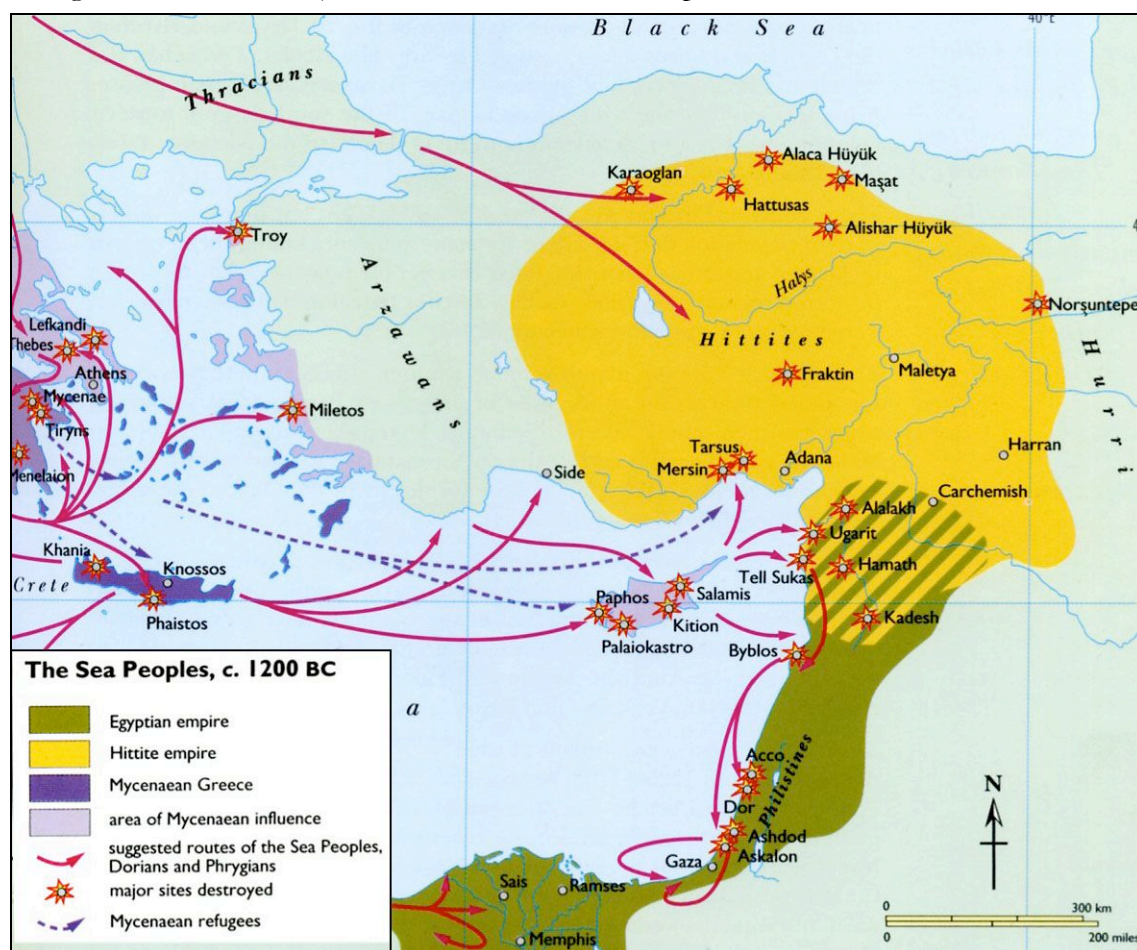 Black Sea
40°E
Thracians
Alaca Hüyük
Karaoglan
Maşat
Hattusas
Troy
Alishar Hüyük
4
Arzawans
Halys
Norşuntepe
Lefkandi
Thebes
Hittites
Athens
Maletya
Hurri
Fraktin
Mycenae
Miletos
Tiryns
Menelaion
Tarsus
Harran
Side
Mersin
Adana
Carchemish
Alalakh
Ugarit
Khania
Knossos
Crete
Tell Sukas
Hamath
Salamis
Paphos
Phaistos
Kition
Kadesh
Palaiokastro
Byblos
The Sea Peoples, c. 1200 BC
a
Egyptian empire
Hittite empire
Mycenaean Greece
area of Mycenaean influence
suggested routes of the Sea Peoples,
Dorians and Phrygians
major sites destroyed
Mycenaean refugees
Acco
Philistines
Dor
Ashdod
Askalon
Gaza
Sais
Ramses
Memphis
N
0 300 km
0 200 miles